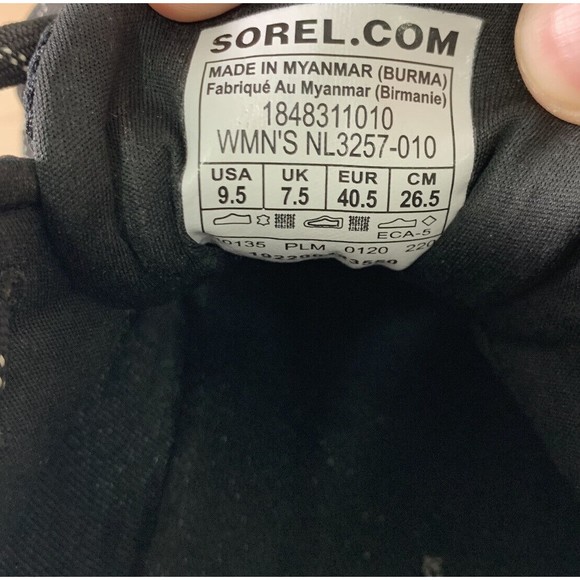 SOREL.COM
MADE IN MYANMAR (BURMA)
Fabriqué Au Myanmar (Birmanie)
1848311010
WMN'S NL3257-010
USA UK EUR CM
9.5 7.5 40.5 26.5
ECA-5
PLM 0120